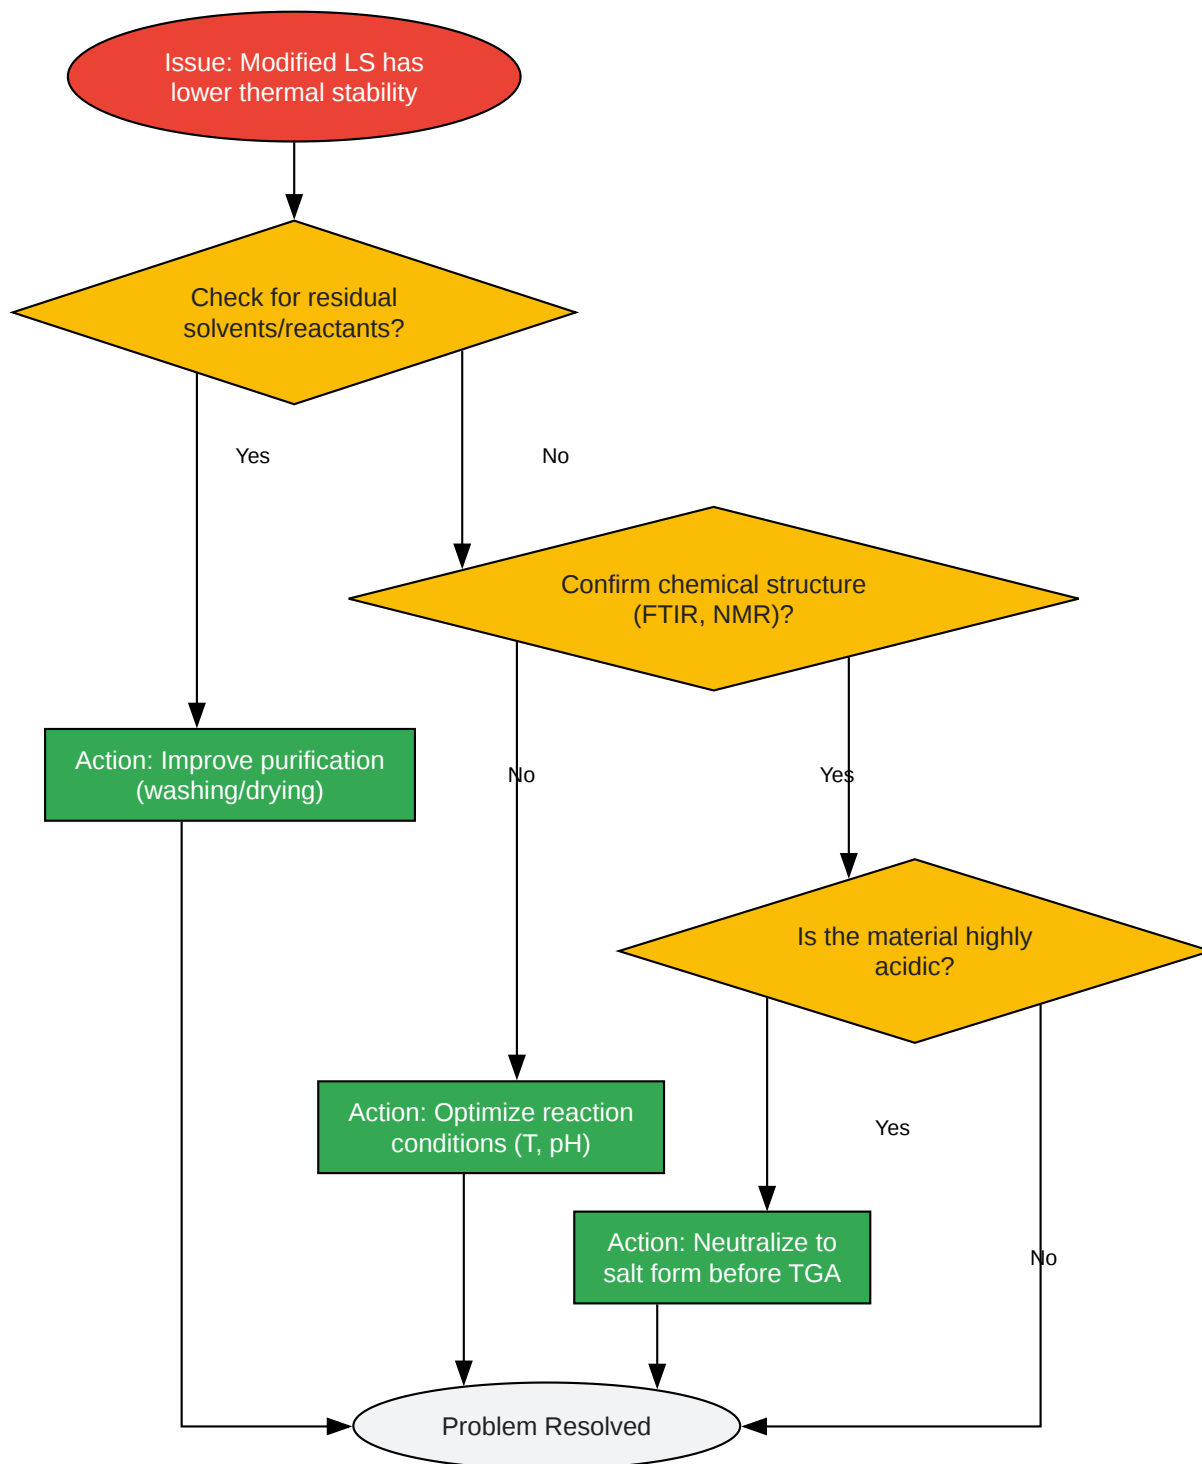 Issue: Modified LS has
lower thermal stability
Check for residual
solvents/reactants?
Yes
No
Confirm chemical structure
(FTIR, NMR)?
Action: Improve purification
(washing/drying)
No
Yes
Is the material highly
acidic?
Action: Optimize reaction
conditions (T, pH)
Yes
Action: Neutralize to
salt form before TGA
No
Problem Resolved